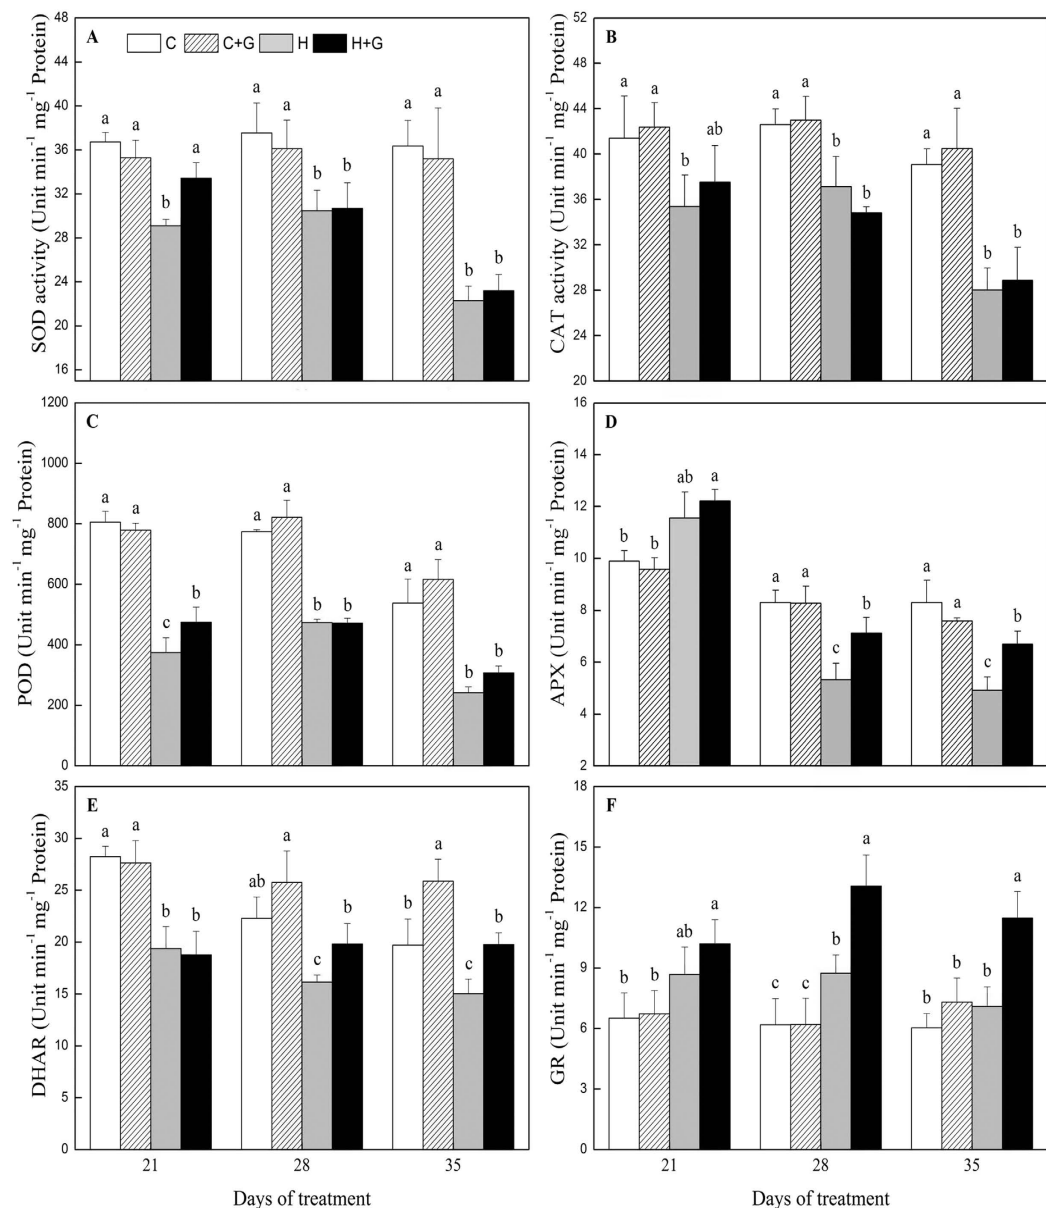 A
C C+G H H+G
SOD activity (Unit min⁻¹ mg⁻¹ Protein)
48
44
40
36
32
28
24
20
16
a a b a
a a b b
a a b b
B
CAT activity (Unit min⁻¹ mg⁻¹ Protein)
52
48
44
40
36
32
28
24
20
a a b ab
a a b b
a a b b
C
POD (Unit min⁻¹ mg⁻¹ Protein)
1200
1000
800
600
400
200
0
a a c b
a a b b
a a b b
D
APX (Unit min⁻¹ mg⁻¹ Protein)
16
14
12
10
8
6
4
2
b b ab a
a a c b
a a c b
E
DHAR (Unit min⁻¹ mg⁻¹ Protein)
35
30
25
20
15
10
5
0
a a b b
ab a c b
b a c b
21 28 35
Days of treatment
F
GR (Unit min⁻¹ mg⁻¹ Protein)
18
15
12
9
6
3
0
b b ab a
c c b a
b b b a
21 28 35
Days of treatment